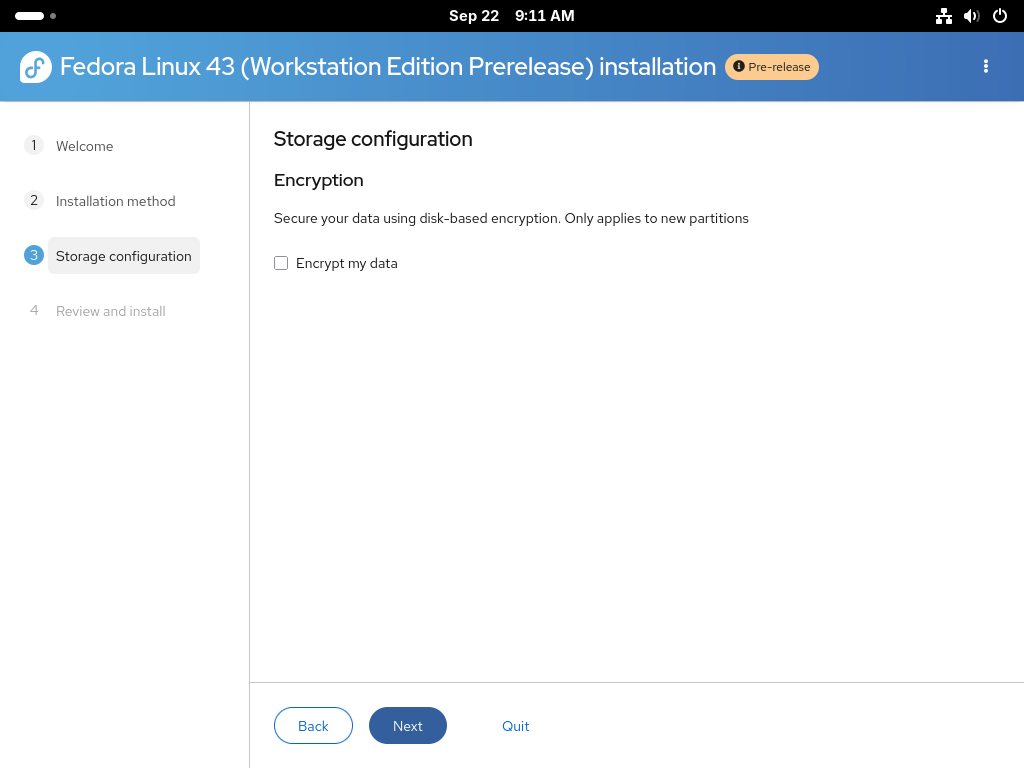 Sep 22 9:11 AM
Fedora Linux 43 (Workstation Edition Prerelease) installation
Pre-release
1 Welcome
2 Installation method
3 Storage configuration
4 Review and install
Storage configuration
Encryption
Secure your data using disk-based encryption. Only applies to new partitions
Encrypt my data
Back Next Quit